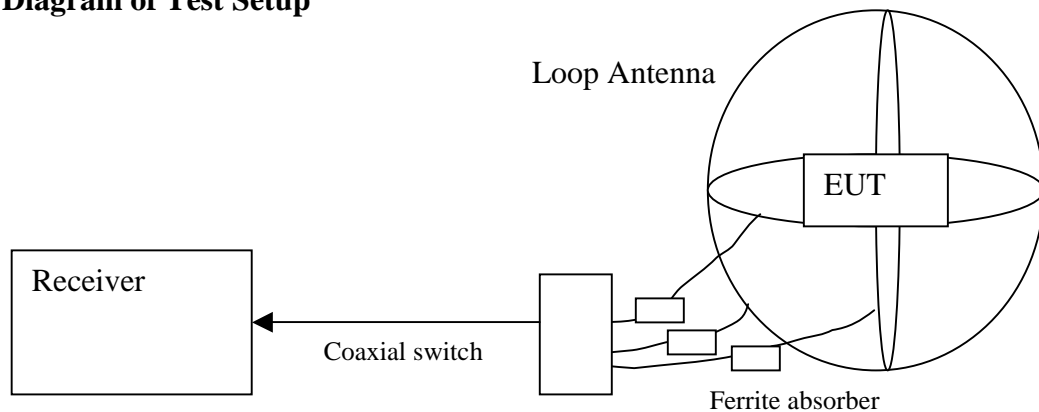 Diagram of Test Setup
Loop Antenna
EUT
Receiver
Coaxial switch
Ferrite absorber